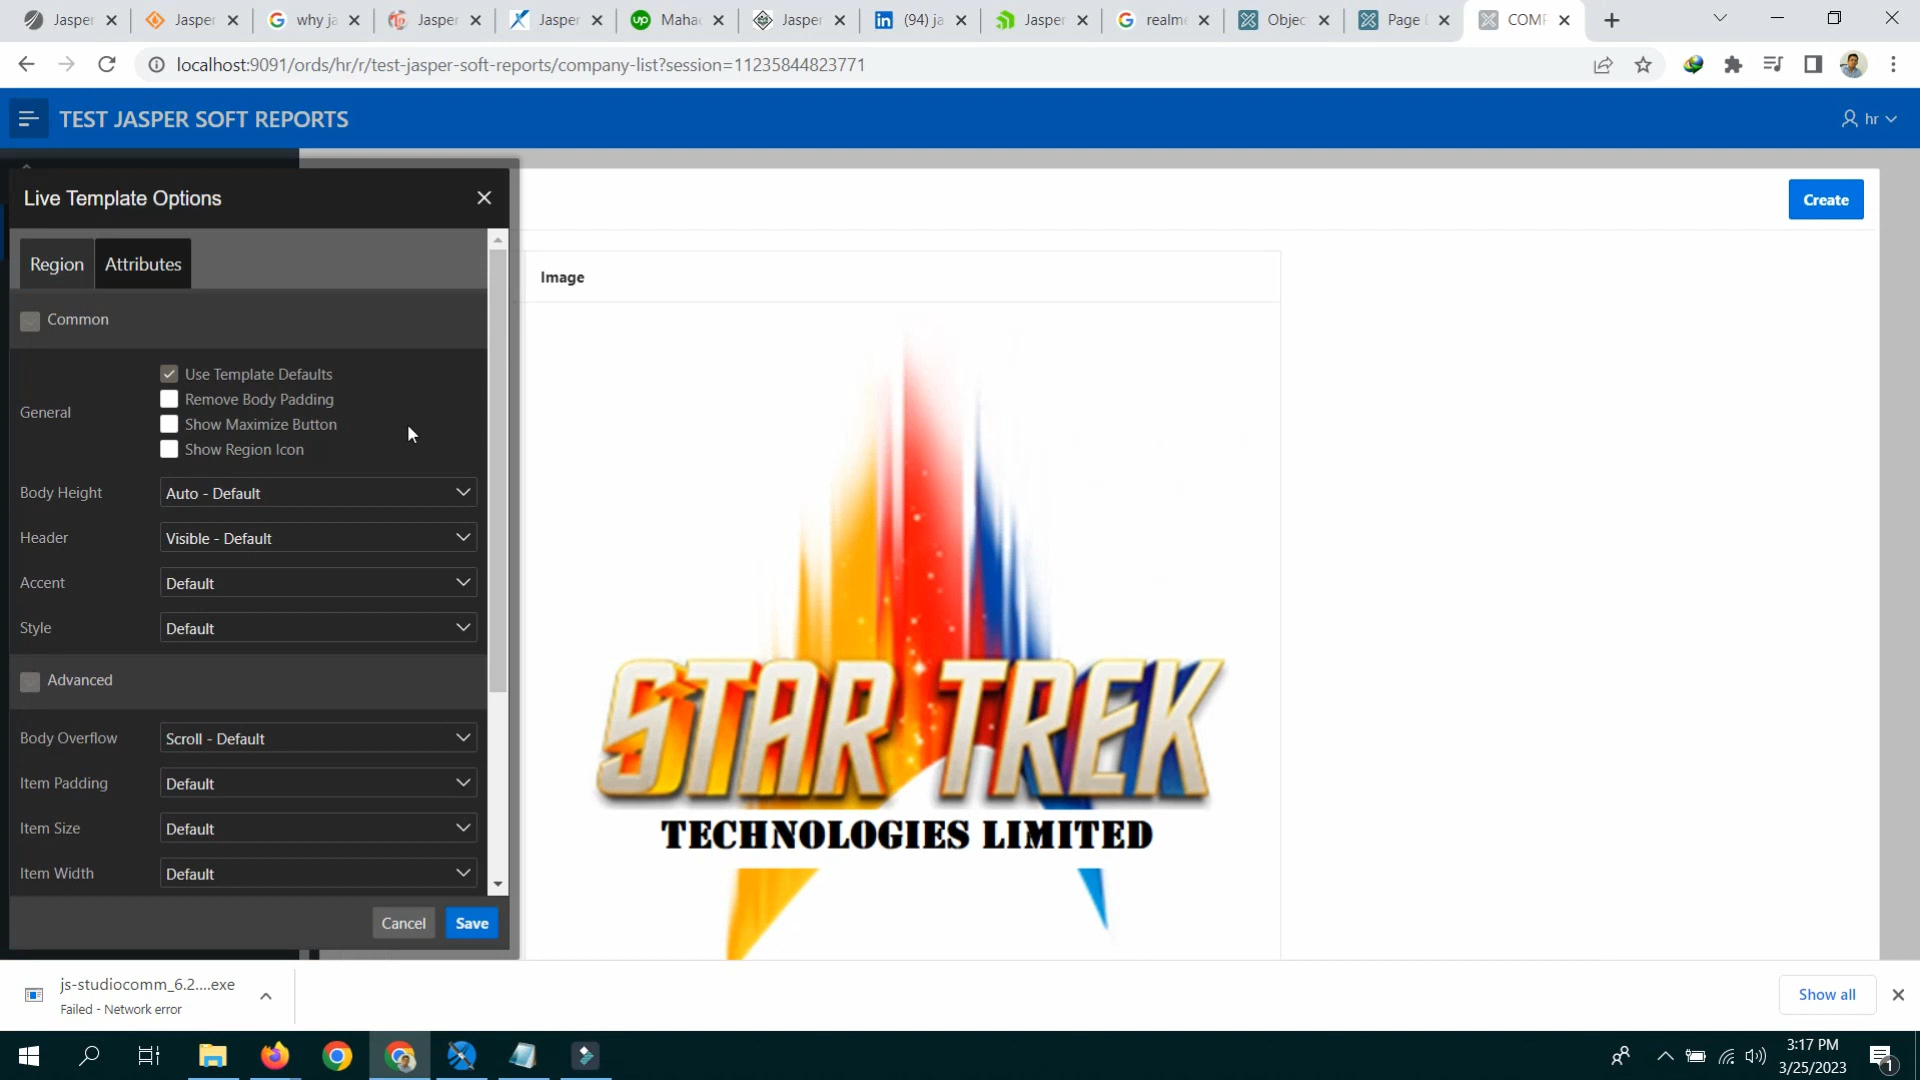 Jasper
Jasper
why ja
Jasper
Jasper
Mahac
Jasper
(94) ja
Jasper
realme
Objec
Page
COMP
localhost:9091/ords/hr/r/test-jasper-soft-reports/company-list?session=11235844823771
TEST JASPER SOFT REPORTS
hr
Live Template Options
Create
Region
Attributes
Image
Common
Use Template Defaults
Remove Body Padding
General
Show Maximize Button
Show Region Icon
Body Height
Auto - Default
Header
Visible - Default
Accent
Default
Style
Default
Advanced
Body Overflow
Scroll - Default
Item Padding
Default
Item Size
Default
Item Width
Default
STAR TREK
TECHNOLOGIES LIMITED
Cancel
Save
js-studiocomm_6.2....exe
Failed - Network error
Show all
3:17 PM
3/25/2023
1